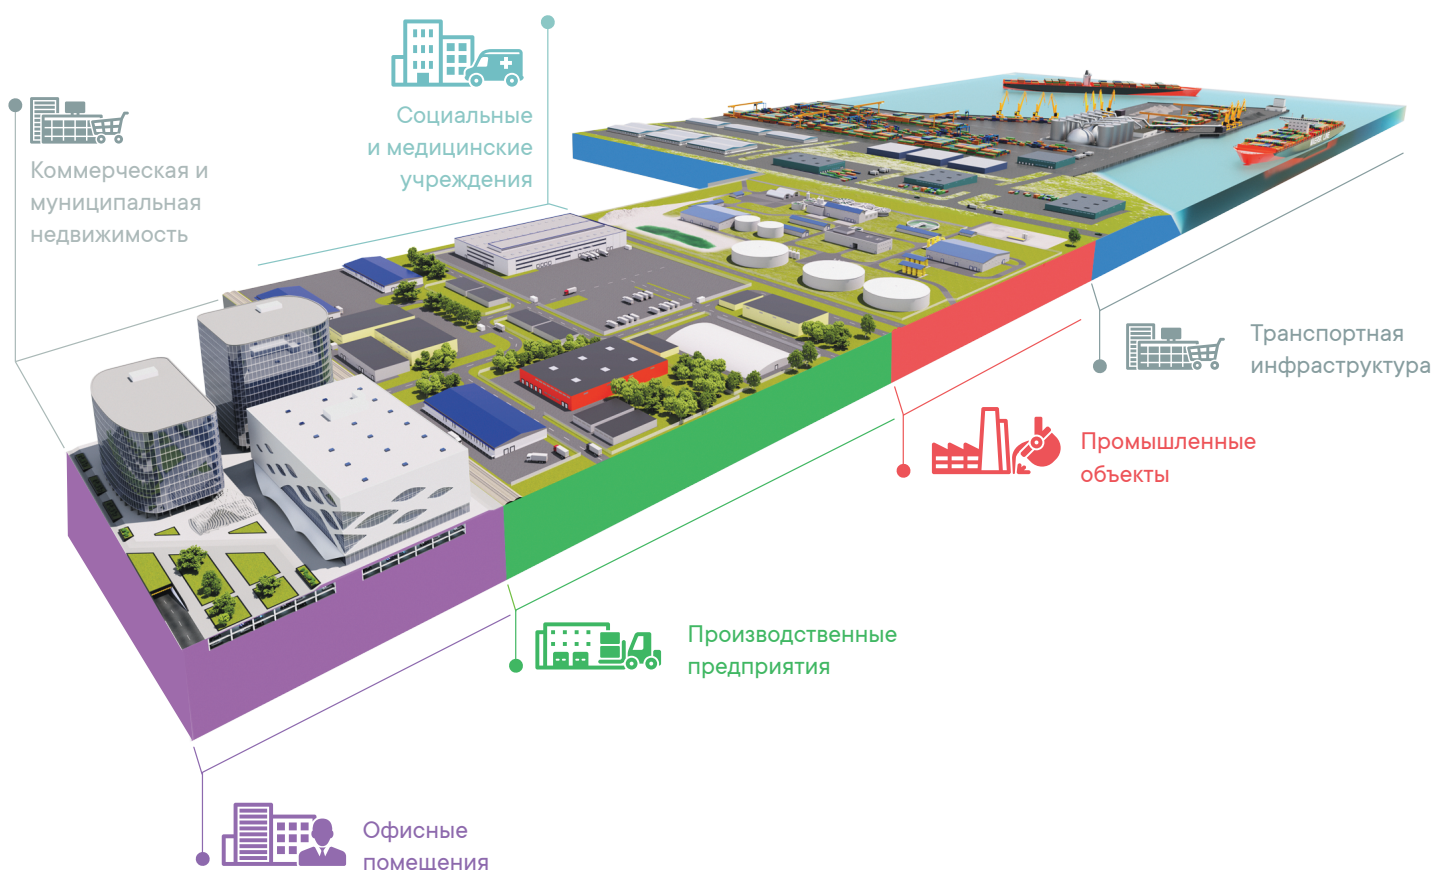 Социальные
и медицинские
учреждения
Коммерческая и
муниципальная
недвижимость
Транспортная
инфраструктура
Промышленные
объекты
Производственные
предприятия
Офисные
помещения